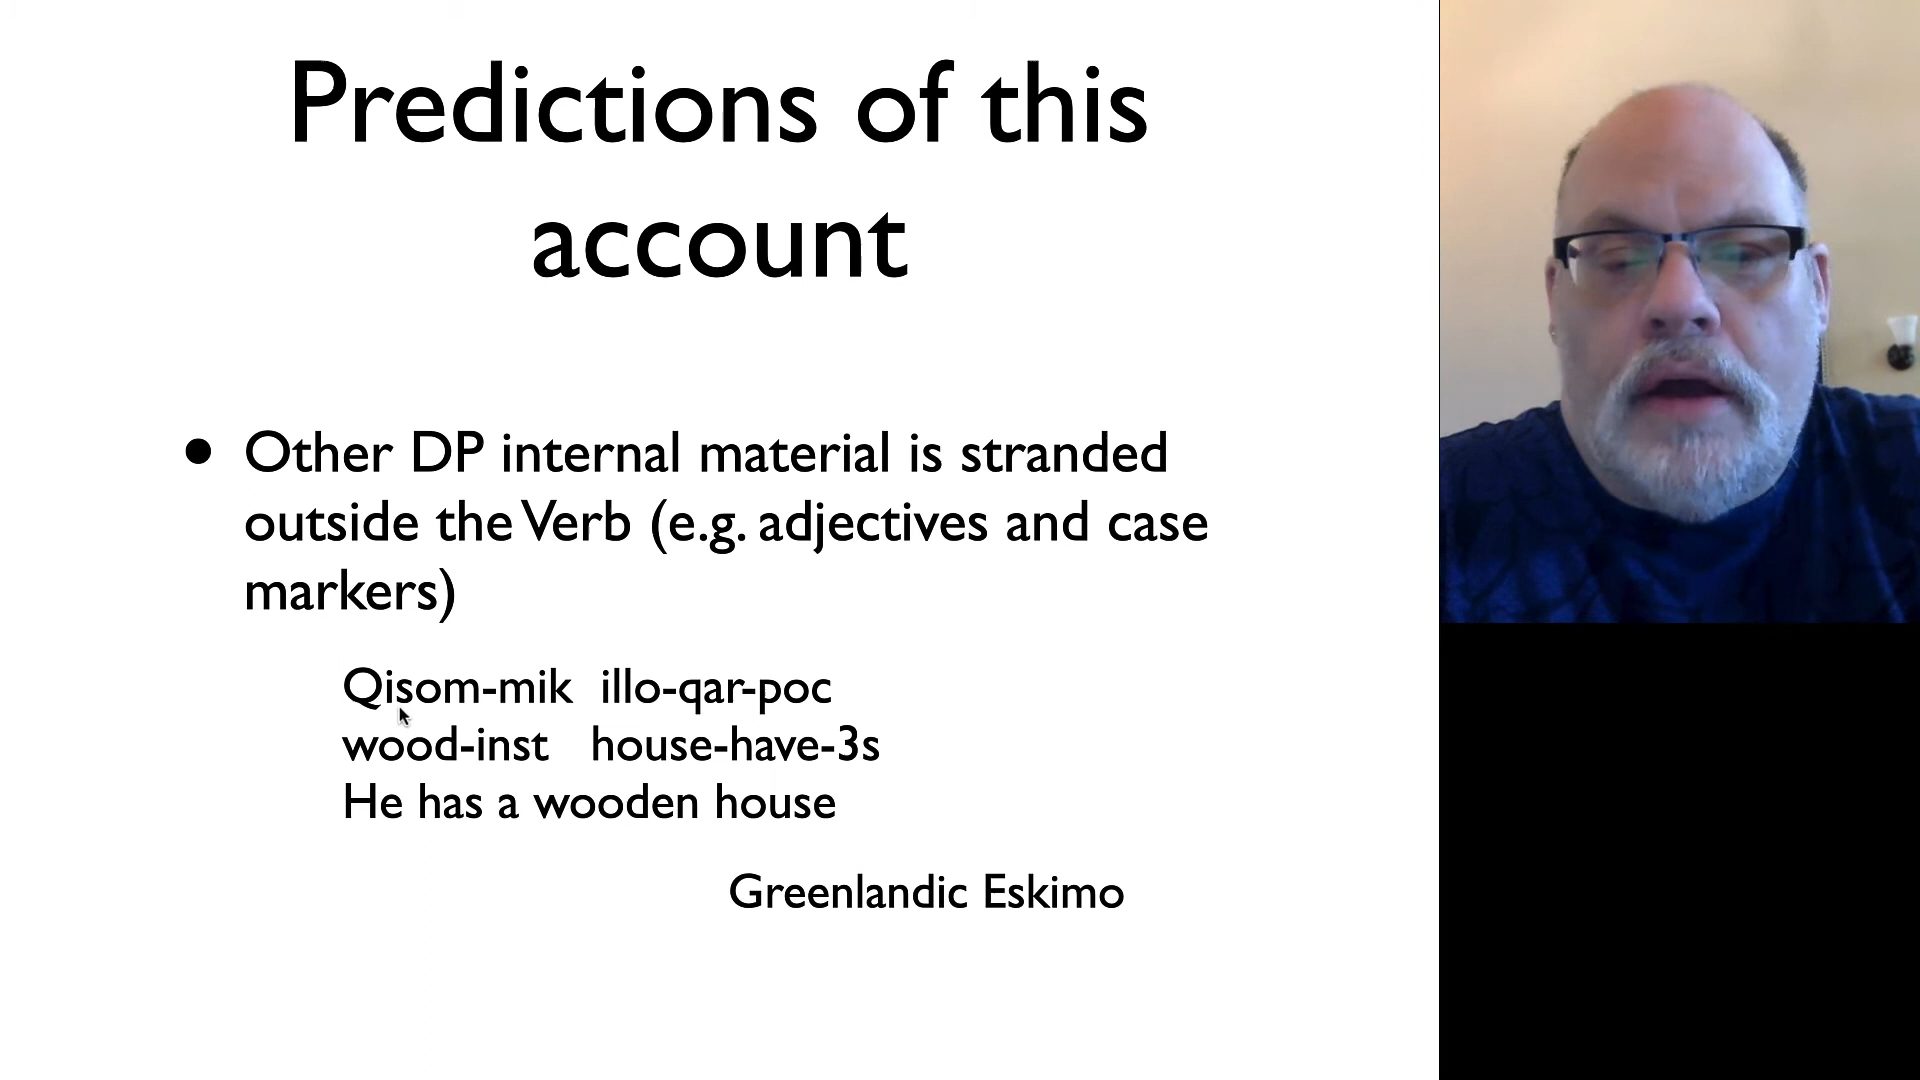 Predictions of this
account
• Other DP internal material is stranded
outside the Verb (e.g. adjectives and case
markers)
Qisom-mik illo-qar-poc
wood-inst house-have-3s
He has a wooden house
Greenlandic Eskimo